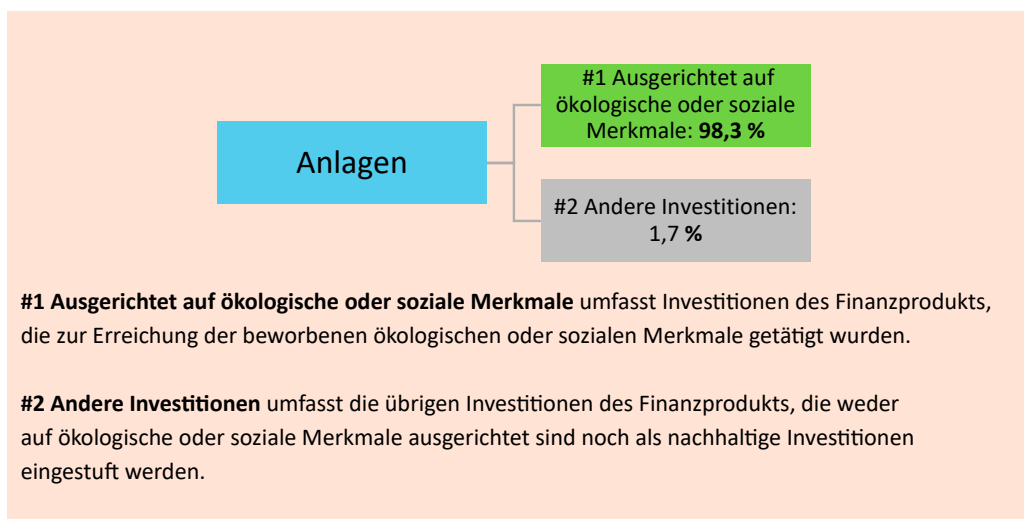 #1 Ausgerichtet auf
ökologische oder soziale
Merkmale: 98,3 %
Anlagen
#2 Andere Investitionen:
1,7 %
#1 Ausgerichtet auf ökologische oder soziale Merkmale umfasst Investitionen des Finanzprodukts,
die zur Erreichung der beworbenen ökologischen oder sozialen Merkmale getätigt wurden.
#2 Andere Investitionen umfasst die übrigen Investitionen des Finanzprodukts, die weder
auf ökologische oder soziale Merkmale ausgerichtet sind noch als nachhaltige Investitionen
eingestuft werden.